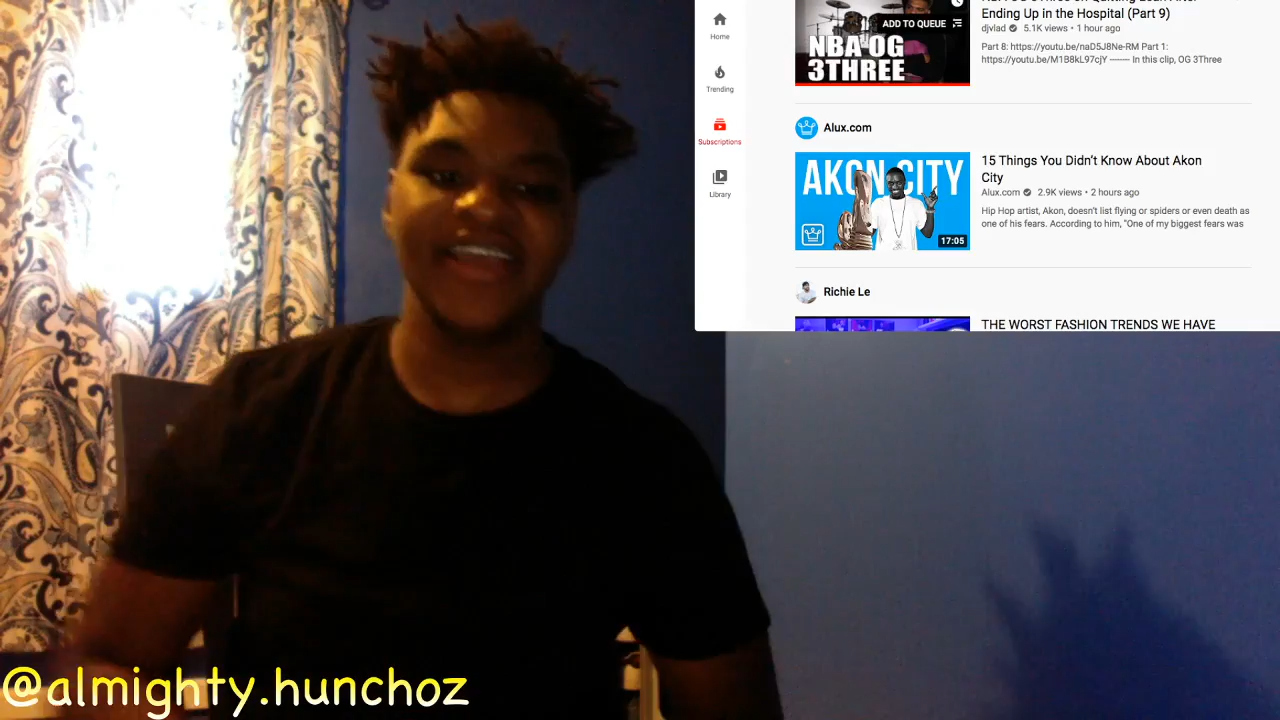 Home
Trending
Subscriptions
Library
ADD TO QUEUE
NBA OG
3THREE
Ending Up in the Hospital (Part 9)
djvlad 5.1K views • 1 hour ago
Part 8: https://youtu.be/naD5J8Ne-RM Part 1:
https://youtu.be/M1B8kL97cjY ------- In this clip, OG 3Three
Alux.com
AKON CITY
17:05
15 Things You Didn't Know About Akon
City
Alux.com 2.9K views • 2 hours ago
Hip Hop artist, Akon, doesn't list flying or spiders or even death as
one of his fears. According to him, "One of my biggest fears was
Richie Le
THE WORST FASHION TRENDS WE HAVE
@almighty.hunchoz